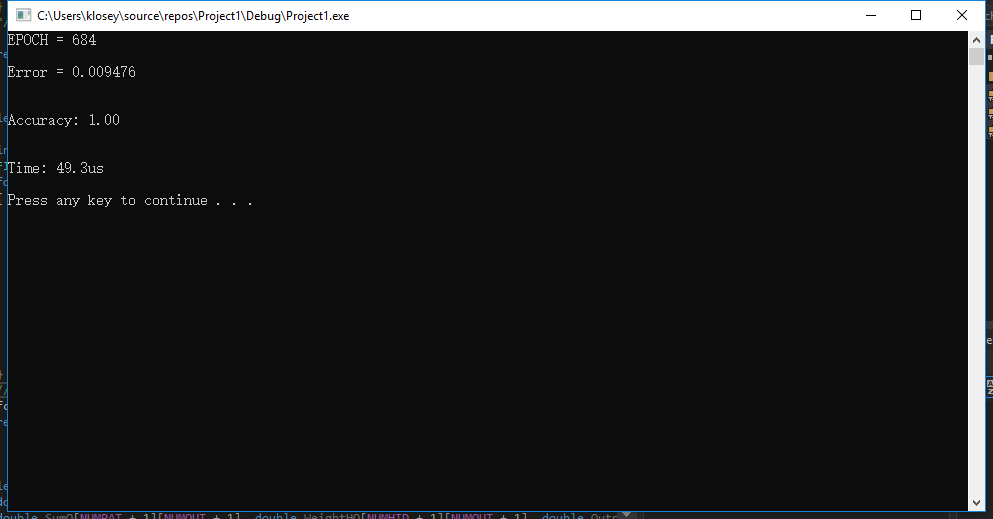 C:\Users\klosey\source\repos\Project1\Debug\Project1.exe
EPOCH = 684
Error = 0.009476
Accuracy: 1.00
Time: 49.3us
Press any key to continue . . .
double SumO[NUMPAT + 1][NUMOUT + 1], double WeightHO[NUMHID + 1][NUMOUT + 1], double